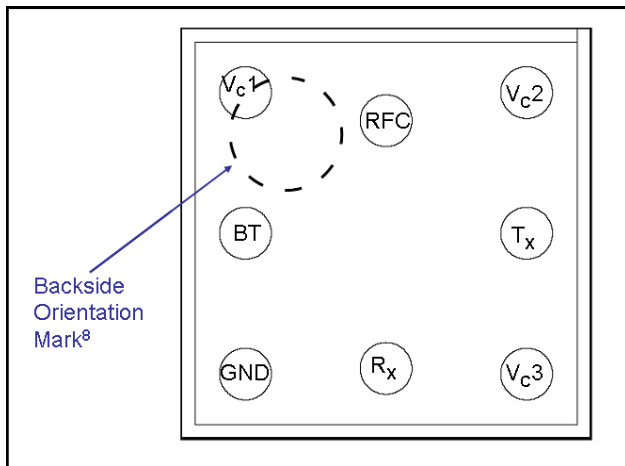 Vc1
Vc2
RFC
BT
Tx
Backside
Orientation
Mark8
GND
Rx
Vc3